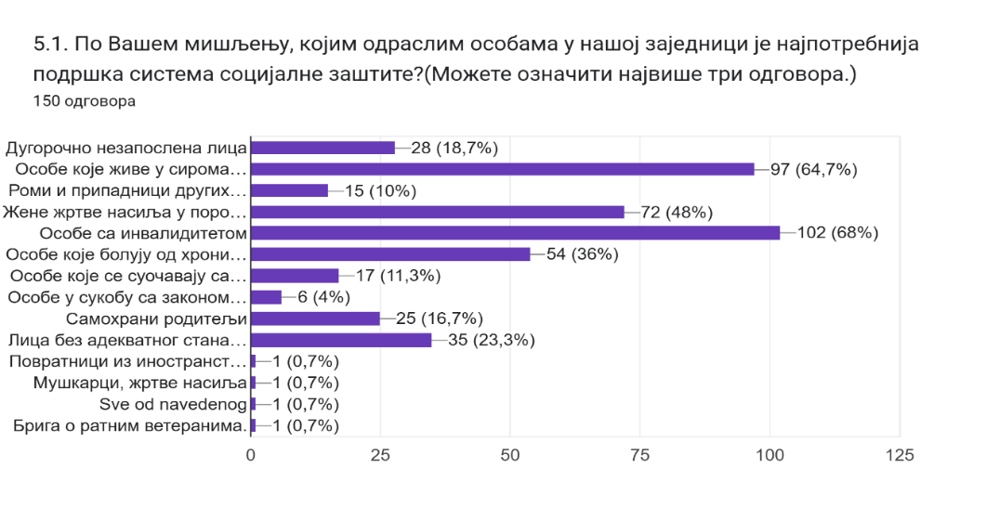 5.1. По Вашем мишљењу, којим одраслим особама у нашој заједници је најпотребнија
подршка система социјалне заштите?(Можете означити највише три одговора.)
150 одговора
Дугорочно незапослена лица 28 (18,7%)
Особе које живе у сирома… 97 (64,7%)
Роми и припадници других… 15 (10%)
Жене жртве насиља у поро… 72 (48%)
Особе са инвалидитетом 102 (68%)
Особе које болују од хрони… 54 (36%)
Особе које се суочавају са… 17 (11,3%)
Особе у сукобу са законом… 6 (4%)
Самохрани родитељи 25 (16,7%)
Лица без адекватног стана… 35 (23,3%)
Повратници из иностранст… 1 (0,7%)
Мушкарци, жртве насиља 1 (0,7%)
Sve od navedenog 1 (0,7%)
Брига о ратним ветеранима. 1 (0,7%)
0 25 50 75 100 125